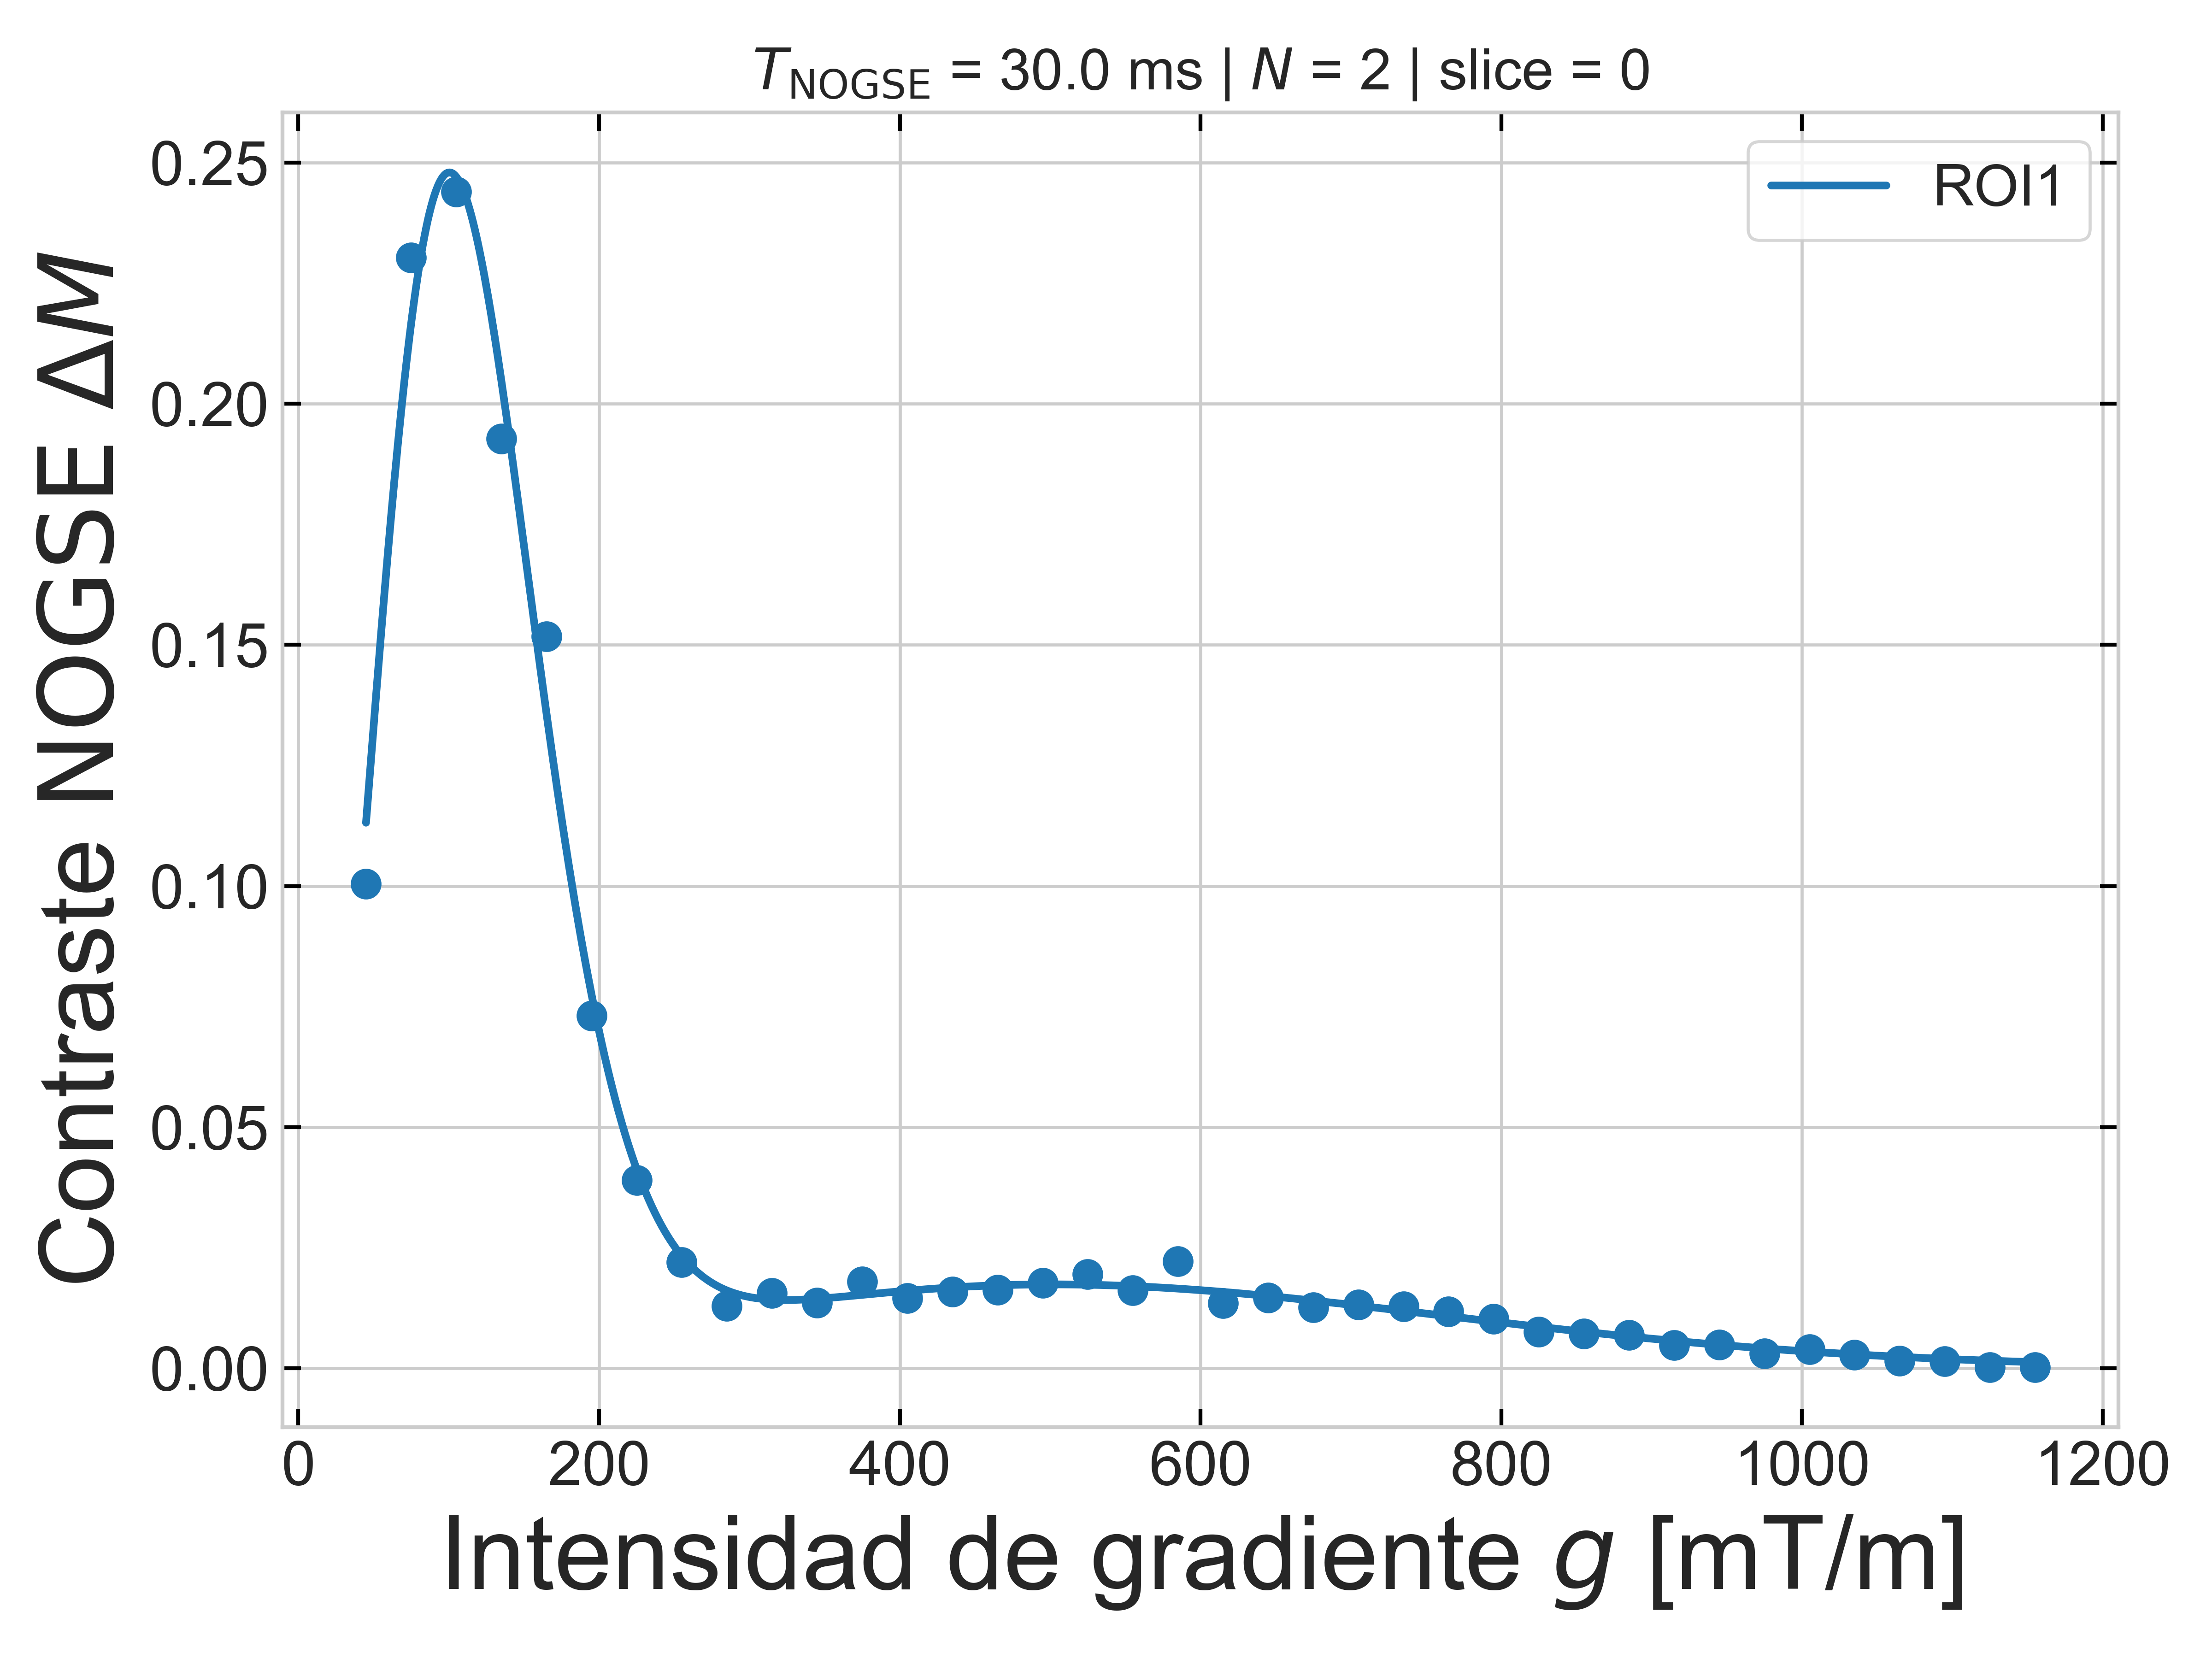 T_NOGSE = 30.0 ms | N = 2 | slice = 0
ROI1
Contraste NOGSE ΔM
0.25
0.20
0.15
0.10
0.05
0.00
0 200 400 600 800 1000 1200
Intensidad de gradiente g [mT/m]